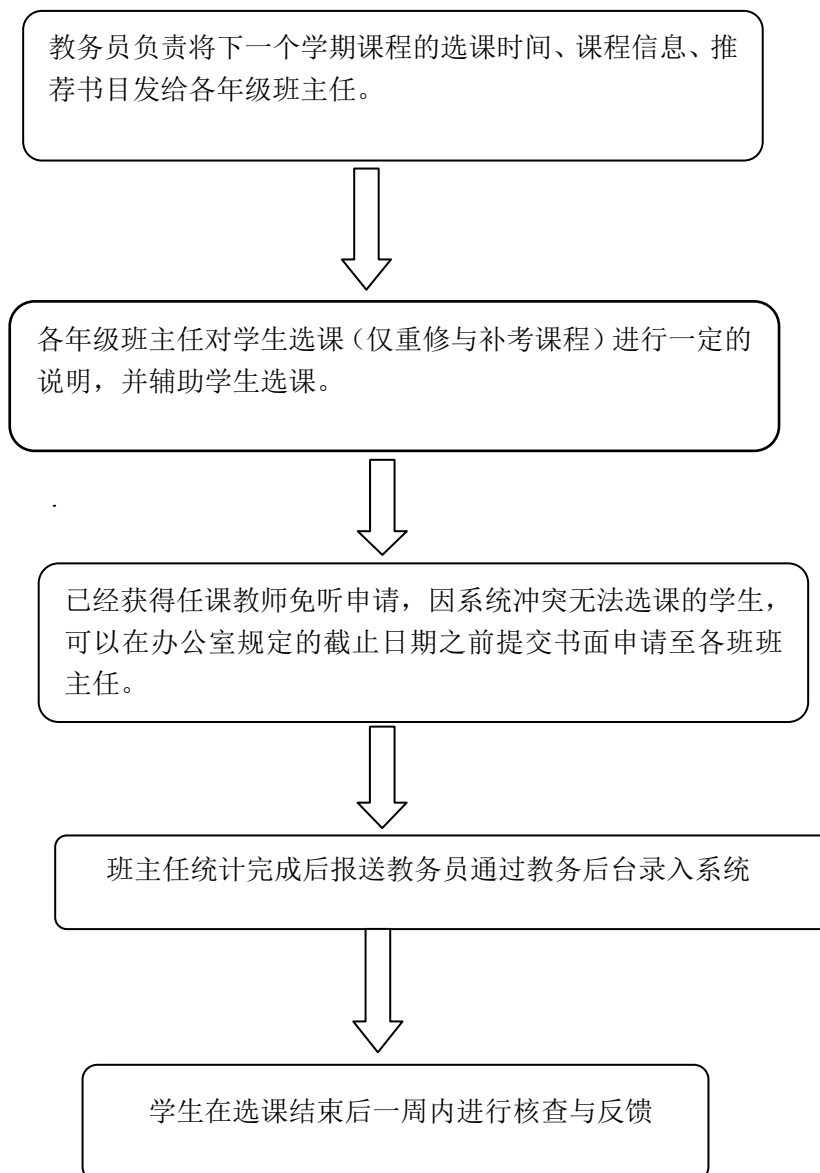 教务员负责将下一个学期课程的选课时间、课程信息、推
荐书目发给各年级班主任。
各年级班主任对学生选课（仅重修与补考课程）进行一定的
说明，并辅助学生选课。
.
已经获得任课教师免听申请，因系统冲突无法选课的学生，
可以在办公室规定的截止日期之前提交书面申请至各班班
主任。
班主任统计完成后报送教务员通过教务后台录入系统
学生在选课结束后一周内进行核查与反馈